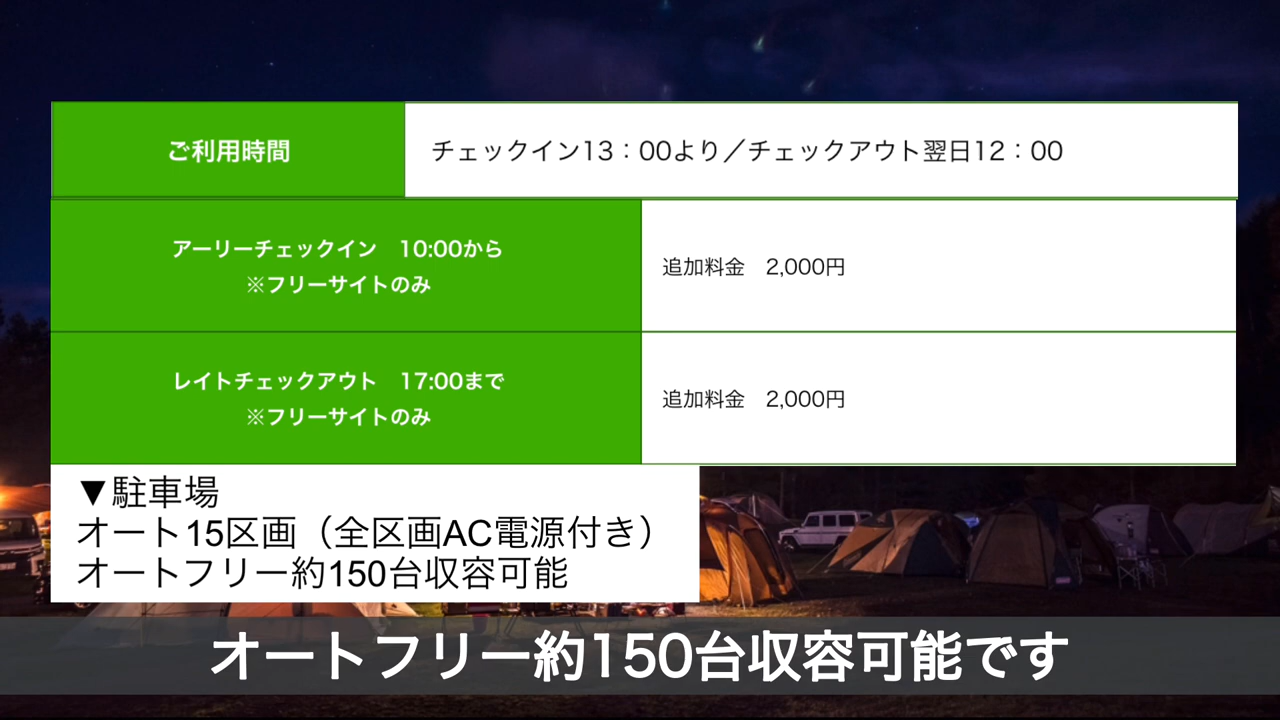 ご利用時間
チェックイン13：00より／チェックアウト翌日12：00
アーリーチェックイン　10:00から
※フリーサイトのみ
追加料金　2,000円
レイトチェックアウト　17:00まで
※フリーサイトのみ
追加料金　2,000円
▼駐車場
オート15区画（全区画AC電源付き）
オートフリー約150台収容可能
オートフリー約150台収容可能です